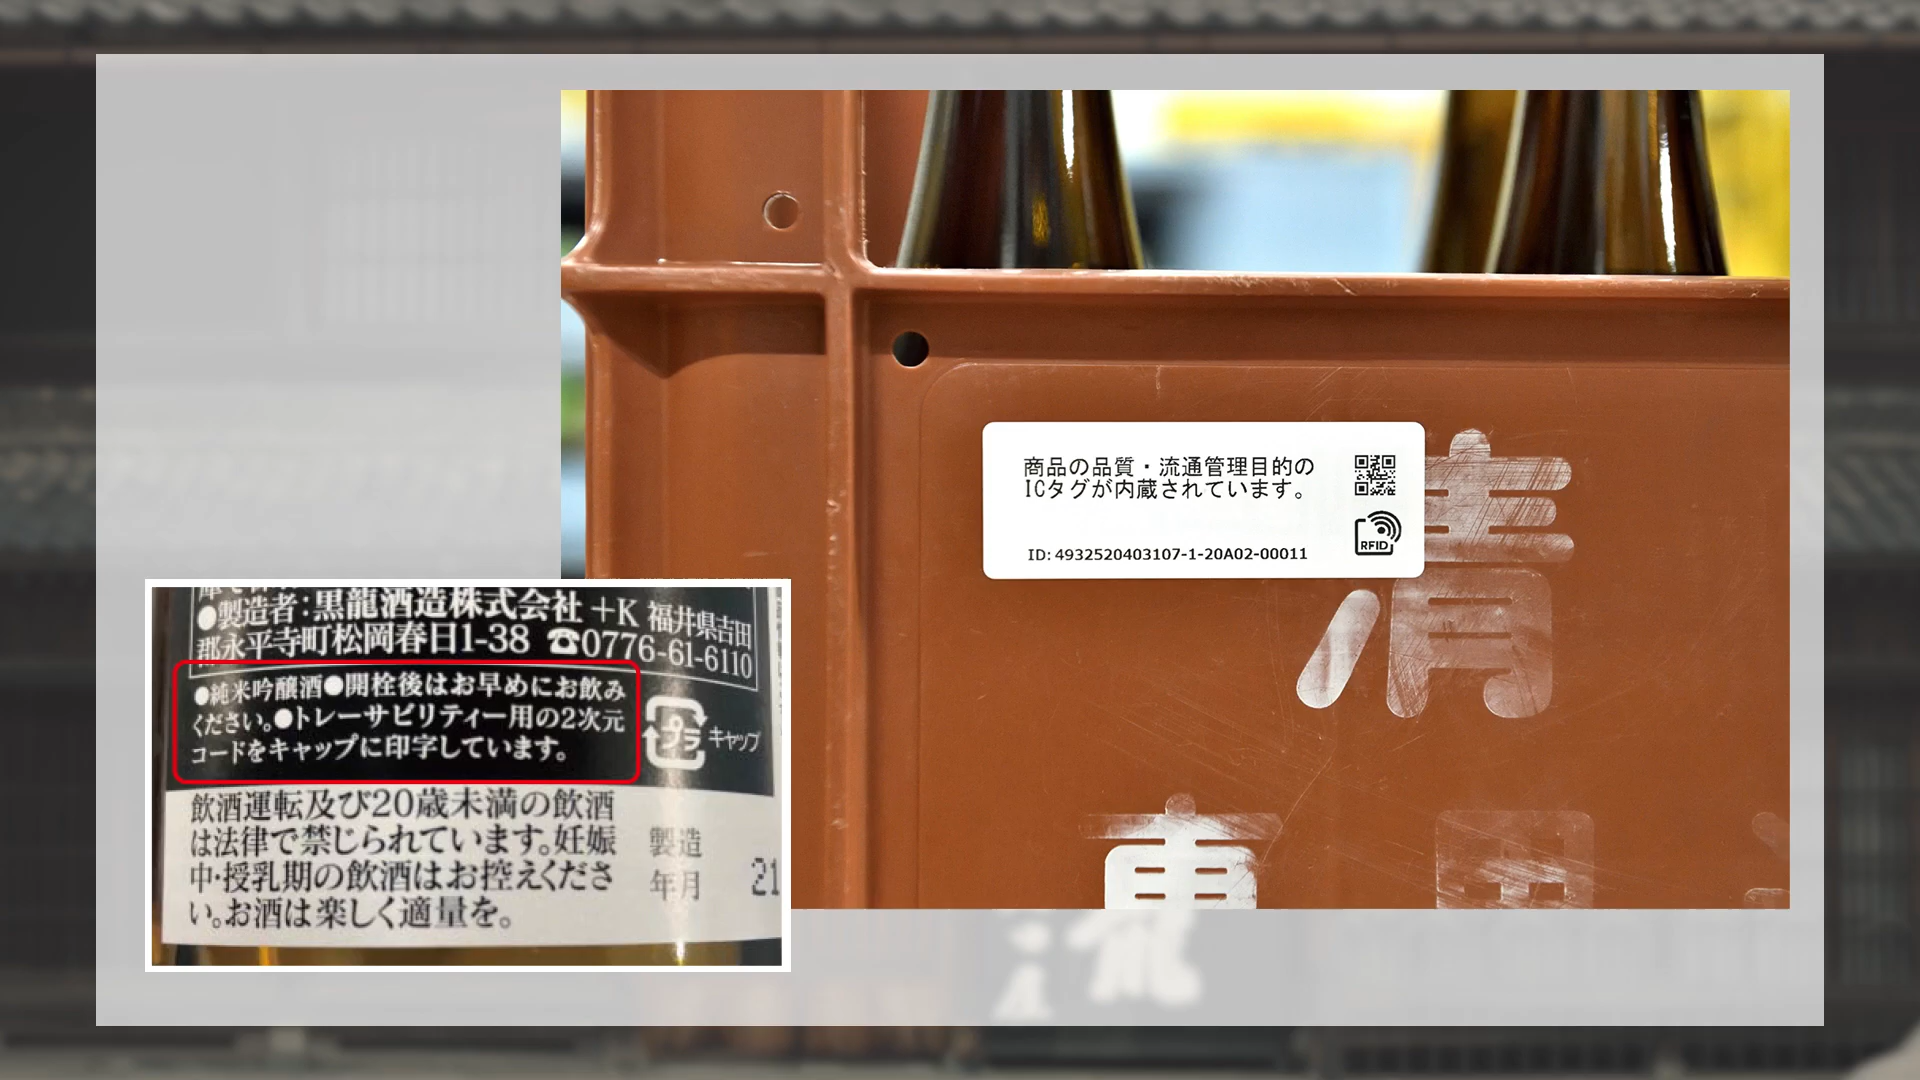 商品の品質・流通管理目的の
ICタグが内蔵されています。
ID: 4932520403107-1-20A02-00011
RFID
清
●製造者:黒龍酒造株式会社 +K 福井県吉田
郡永平寺町松岡春日1-38 ☎0776-61-6110
●純米吟醸酒●開栓後はお早めにお飲み
ください。●トレーサビリティー用の2次元
コードをキャップに印字しています。
プラ キャップ
飲酒運転及び20歳未満の飲酒
は法律で禁じられています。妊娠
中・授乳期の飲酒はお控えくださ
い。お酒は楽しく適量を。
製造
年月
21